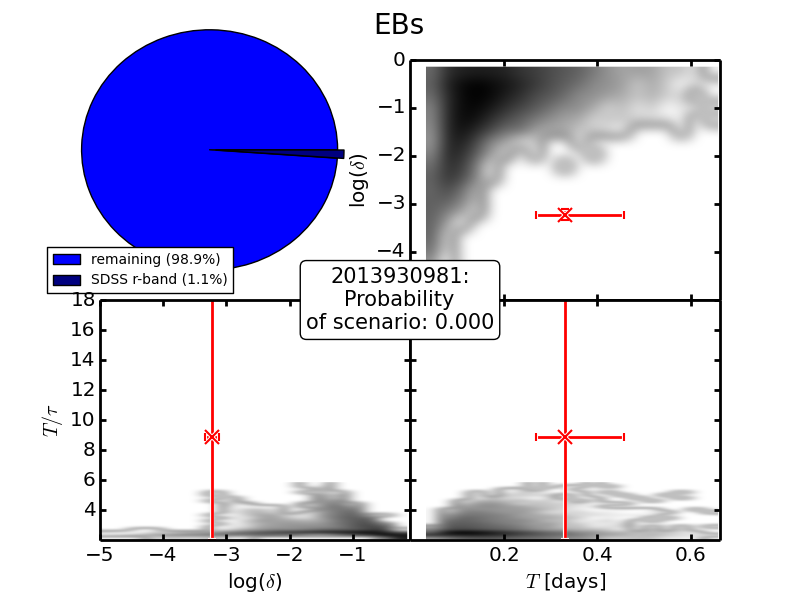 EBs
remaining (98.9%)
SDSS r-band (1.1%)
log(δ)
0
−1
−2
−3
−4
2013930981:
Probability
of scenario: 0.000
T/τ
18
16
14
12
10
8
6
4
−5 −4 −3 −2 −1
log(δ)
0.2 0.4 0.6
T [days]